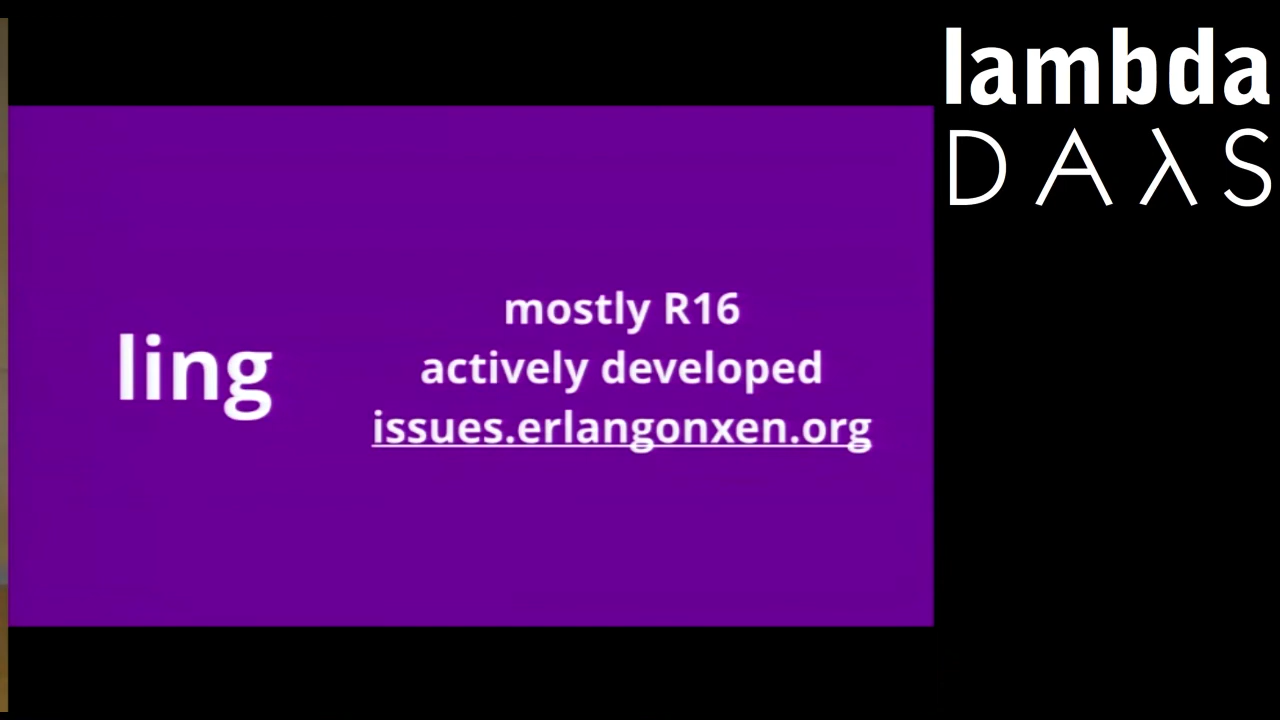 lambda
DAλS
ling
mostly R16
actively developed
issues.erlangonxen.org